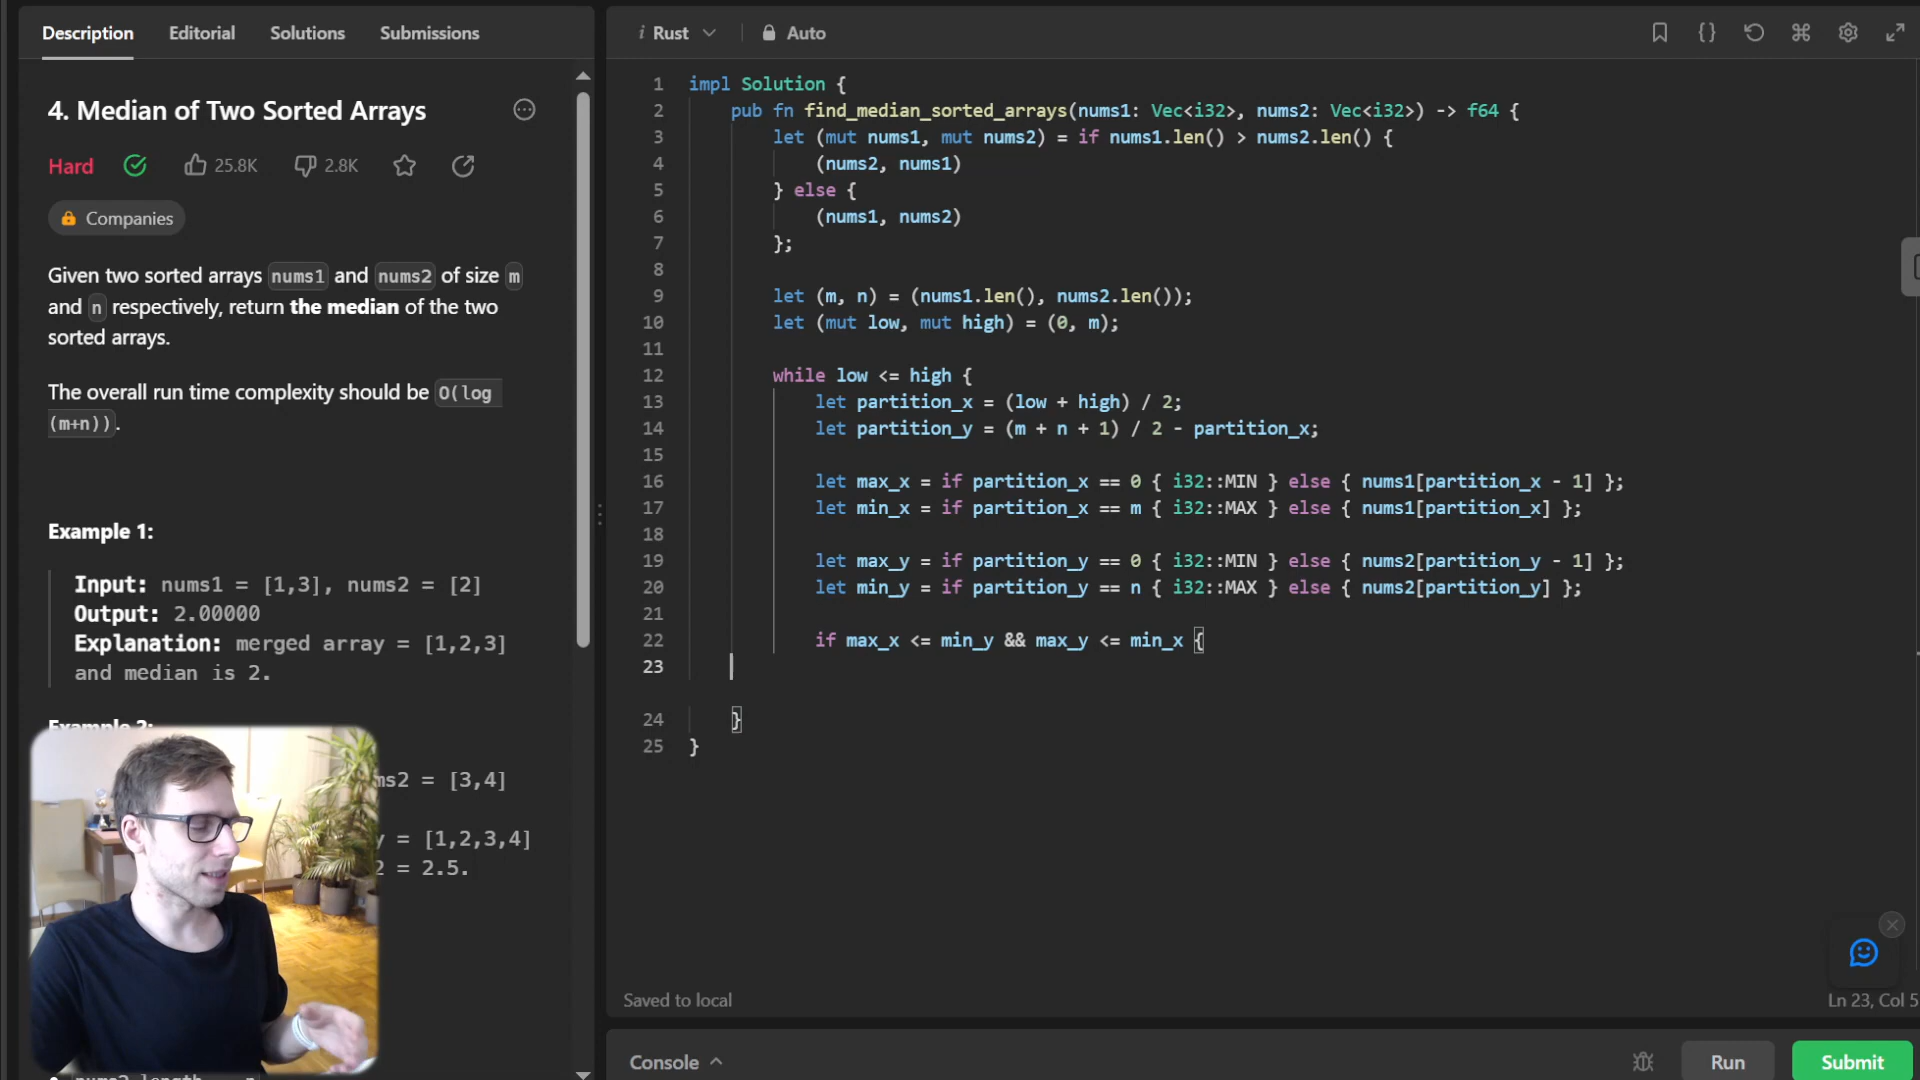 Description Editorial Solutions Submissions
4. Median of Two Sorted Arrays
Hard 25.8K 2.8K
Companies
Given two sorted arrays nums1 and nums2 of size m
and n respectively, return the median of the two
sorted arrays.
The overall run time complexity should be O(log
(m+n)).
Example 1:
Input: nums1 = [1,3], nums2 = [2]
Output: 2.00000
Explanation: merged array = [1,2,3]
and median is 2.
Example 2:
ms2 = [3,4]
y = [1,2,3,4]
2 = 2.5.
nums2.length
i Rust Auto
1 impl Solution {
2 pub fn find_median_sorted_arrays(nums1: Vec<i32>, nums2: Vec<i32>) -> f64 {
3 let (mut nums1, mut nums2) = if nums1.len() > nums2.len() {
4 (nums2, nums1)
5 } else {
6 (nums1, nums2)
7 };
8
9 let (m, n) = (nums1.len(), nums2.len());
10 let (mut low, mut high) = (0, m);
11
12 while low <= high {
13 let partition_x = (low + high) / 2;
14 let partition_y = (m + n + 1) / 2 - partition_x;
15
16 let max_x = if partition_x == 0 { i32::MIN } else { nums1[partition_x - 1] };
17 let min_x = if partition_x == m { i32::MAX } else { nums1[partition_x] };
18
19 let max_y = if partition_y == 0 { i32::MIN } else { nums2[partition_y - 1] };
20 let min_y = if partition_y == n { i32::MAX } else { nums2[partition_y] };
21
22 if max_x <= min_y && max_y <= min_x {
23
24 }
25 }
Saved to local
Ln 23, Col 5
Console
Run
Submit